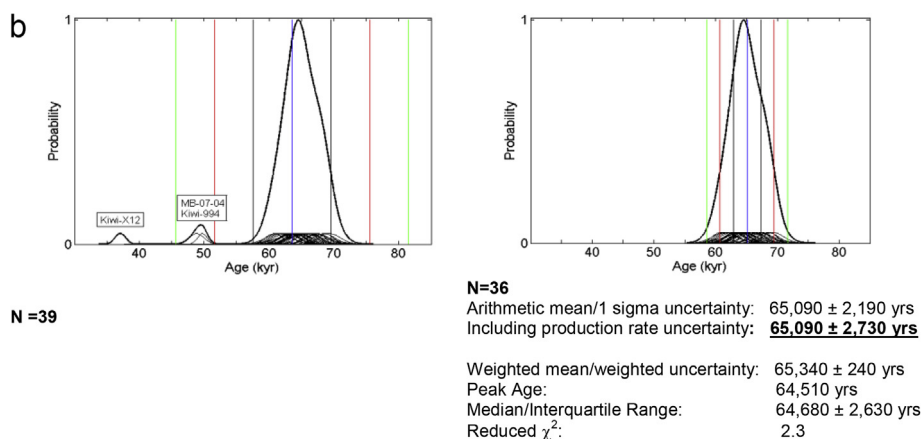 b
1
Probability
0
Kiwi-X12
MB-07-04
Kiwi-994
40
50
60
70
80
Age (kyr)
N =39
1
Probability
0
30
40
50
60
70
80
Age (kyr)
N=36
Arithmetic mean/1 sigma uncertainty: 65,090 ± 2,190 yrs
Including production rate uncertainty: 65,090 ± 2,730 yrs
Weighted mean/weighted uncertainty: 65,340 ± 240 yrs
Peak Age: 64,510 yrs
Median/Interquartile Range: 64,680 ± 2,630 yrs
Reduced χ²: 2.3